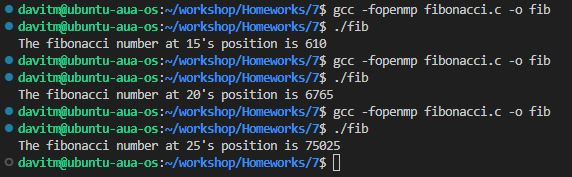 davitm@ubuntu-aua-os:~/workshop/Homeworks/7$ gcc -fopenmp fibonacci.c -o fib
davitm@ubuntu-aua-os:~/workshop/Homeworks/7$ ./fib
The fibonacci number at 15's position is 610
davitm@ubuntu-aua-os:~/workshop/Homeworks/7$ gcc -fopenmp fibonacci.c -o fib
davitm@ubuntu-aua-os:~/workshop/Homeworks/7$ ./fib
The fibonacci number at 20's position is 6765
davitm@ubuntu-aua-os:~/workshop/Homeworks/7$ gcc -fopenmp fibonacci.c -o fib
davitm@ubuntu-aua-os:~/workshop/Homeworks/7$ ./fib
The fibonacci number at 25's position is 75025
davitm@ubuntu-aua-os:~/workshop/Homeworks/7$